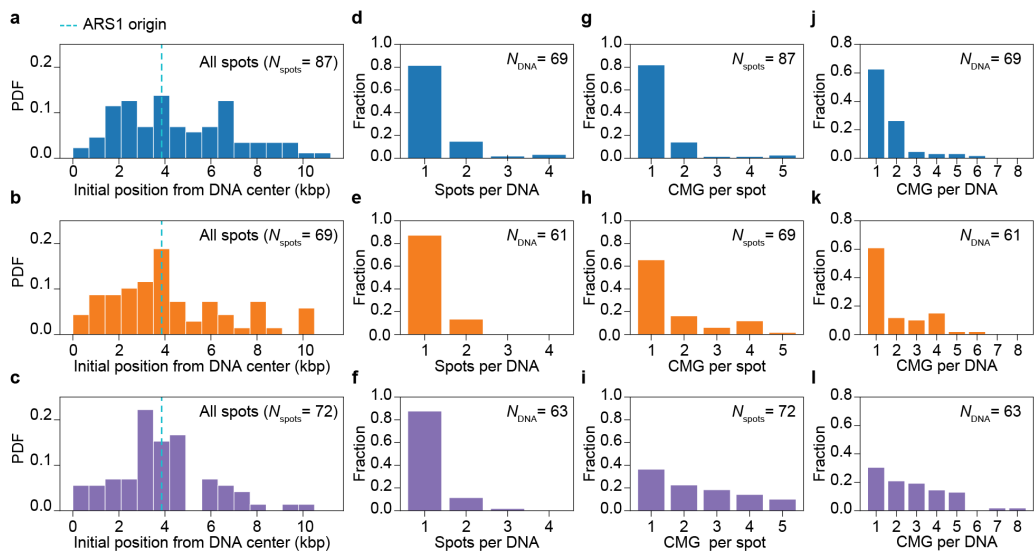 a
ARS1 origin
All spots (Nspots= 87)
PDF
0.2
0.1
0.0
0 2 4 6 8 10
Initial position from DNA center (kbp)
d
NDNA= 69
Fraction
1.0
0.8
0.6
0.4
0.2
0.0
1 2 3 4
Spots per DNA
g
Nspots= 87
Fraction
1.0
0.8
0.6
0.4
0.2
0.0
1 2 3 4 5
CMG per spot
j
NDNA= 69
Fraction
1.0
0.8
0.6
0.4
0.2
0.0
1 2 3 4 5 6 7 8
CMG per DNA
b
All spots (Nspots= 69)
PDF
0.2
0.1
0.0
0 2 4 6 8 10
Initial position from DNA center (kbp)
e
NDNA= 61
Fraction
1.0
0.8
0.6
0.4
0.2
0.0
1 2 3 4
Spots per DNA
h
Nspots= 69
Fraction
1.0
0.8
0.6
0.4
0.2
0.0
1 2 3 4 5
CMG per spot
k
NDNA= 61
Fraction
1.0
0.8
0.6
0.4
0.2
0.0
1 2 3 4 5 6 7 8
CMG per DNA
c
All spots (Nspots= 72)
PDF
0.2
0.1
0.0
0 2 4 6 8 10
Initial position from DNA center (kbp)
f
NDNA= 63
Fraction
1.0
0.8
0.6
0.4
0.2
0.0
1 2 3 4
Spots per DNA
i
Nspots= 72
Fraction
1.0
0.8
0.6
0.4
0.2
0.0
1 2 3 4 5
CMG per spot
l
NDNA= 63
Fraction
1.0
0.8
0.6
0.4
0.2
0.0
1 2 3 4 5 6 7 8
CMG per DNA